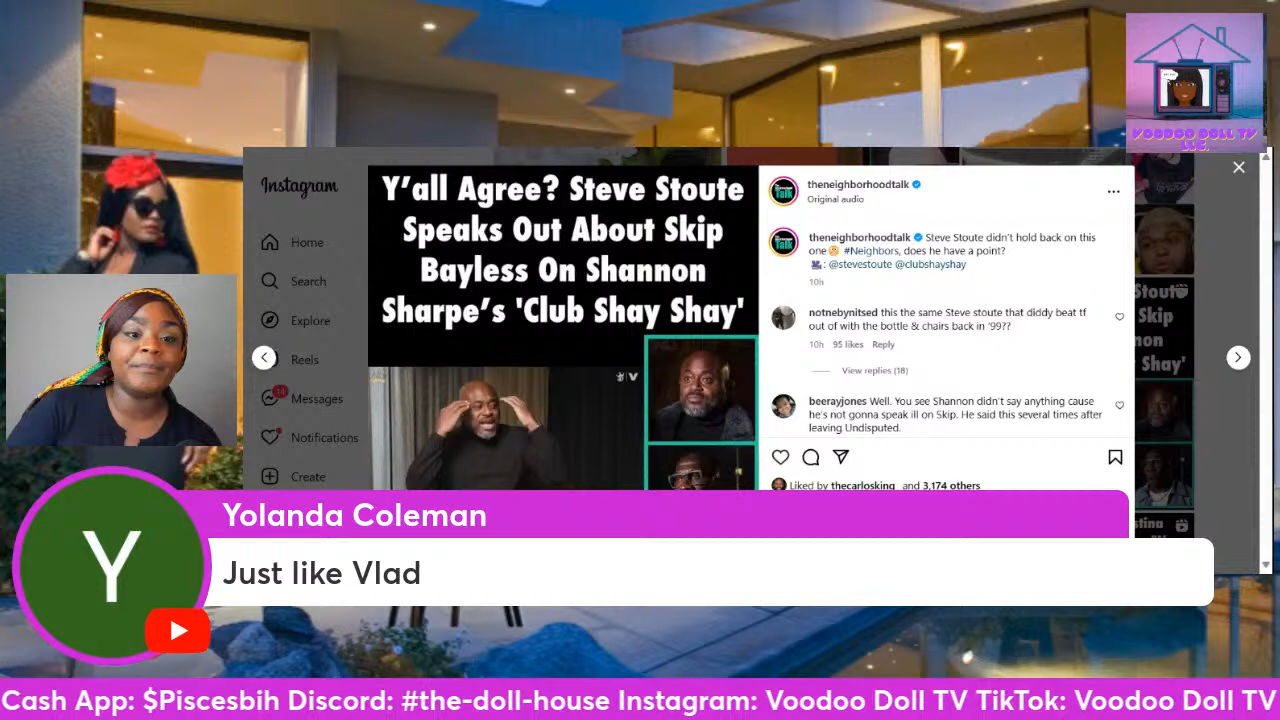 VOODOO DOLL TV
LLC.
Instagram
Home
Search
Explore
Reels
14
Messages
Notifications
Create
Y'all Agree? Steve Stoute
Speaks Out About Skip
Bayless On Shannon
Sharpe's 'Club Shay Shay'
theneighborhoodtalk
Original audio
theneighborhoodtalk Steve Stoute didn't hold back on this
one #Neighbors, does he have a point?
: @stevestoute @clubshayshay
10h
notnebynitsed this the same Steve stoute that diddy beat tf
out of with the bottle & chairs back in '99??
10h 95 likes Reply
View replies (18)
beerayjones Well. You see Shannon didn't say anything cause
he's not gonna speak ill on Skip. He said this several times after
leaving Undisputed.
Liked by thecarlosking_ and 3,174 others
Stoute
Skip
Shay'
Yolanda Coleman
Y
Just like Vlad
Cash App: $Piscesbih Discord: #the-doll-house Instagram: Voodoo Doll TV TikTok: Voodoo Doll TV